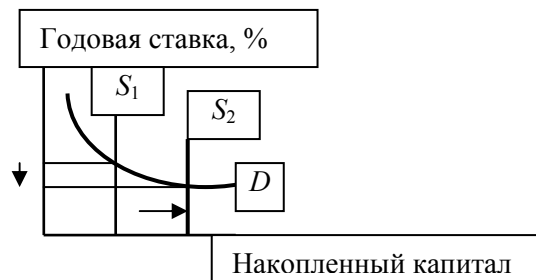 Годовая ставка, %
S1
S2
D
Накопленный капитал